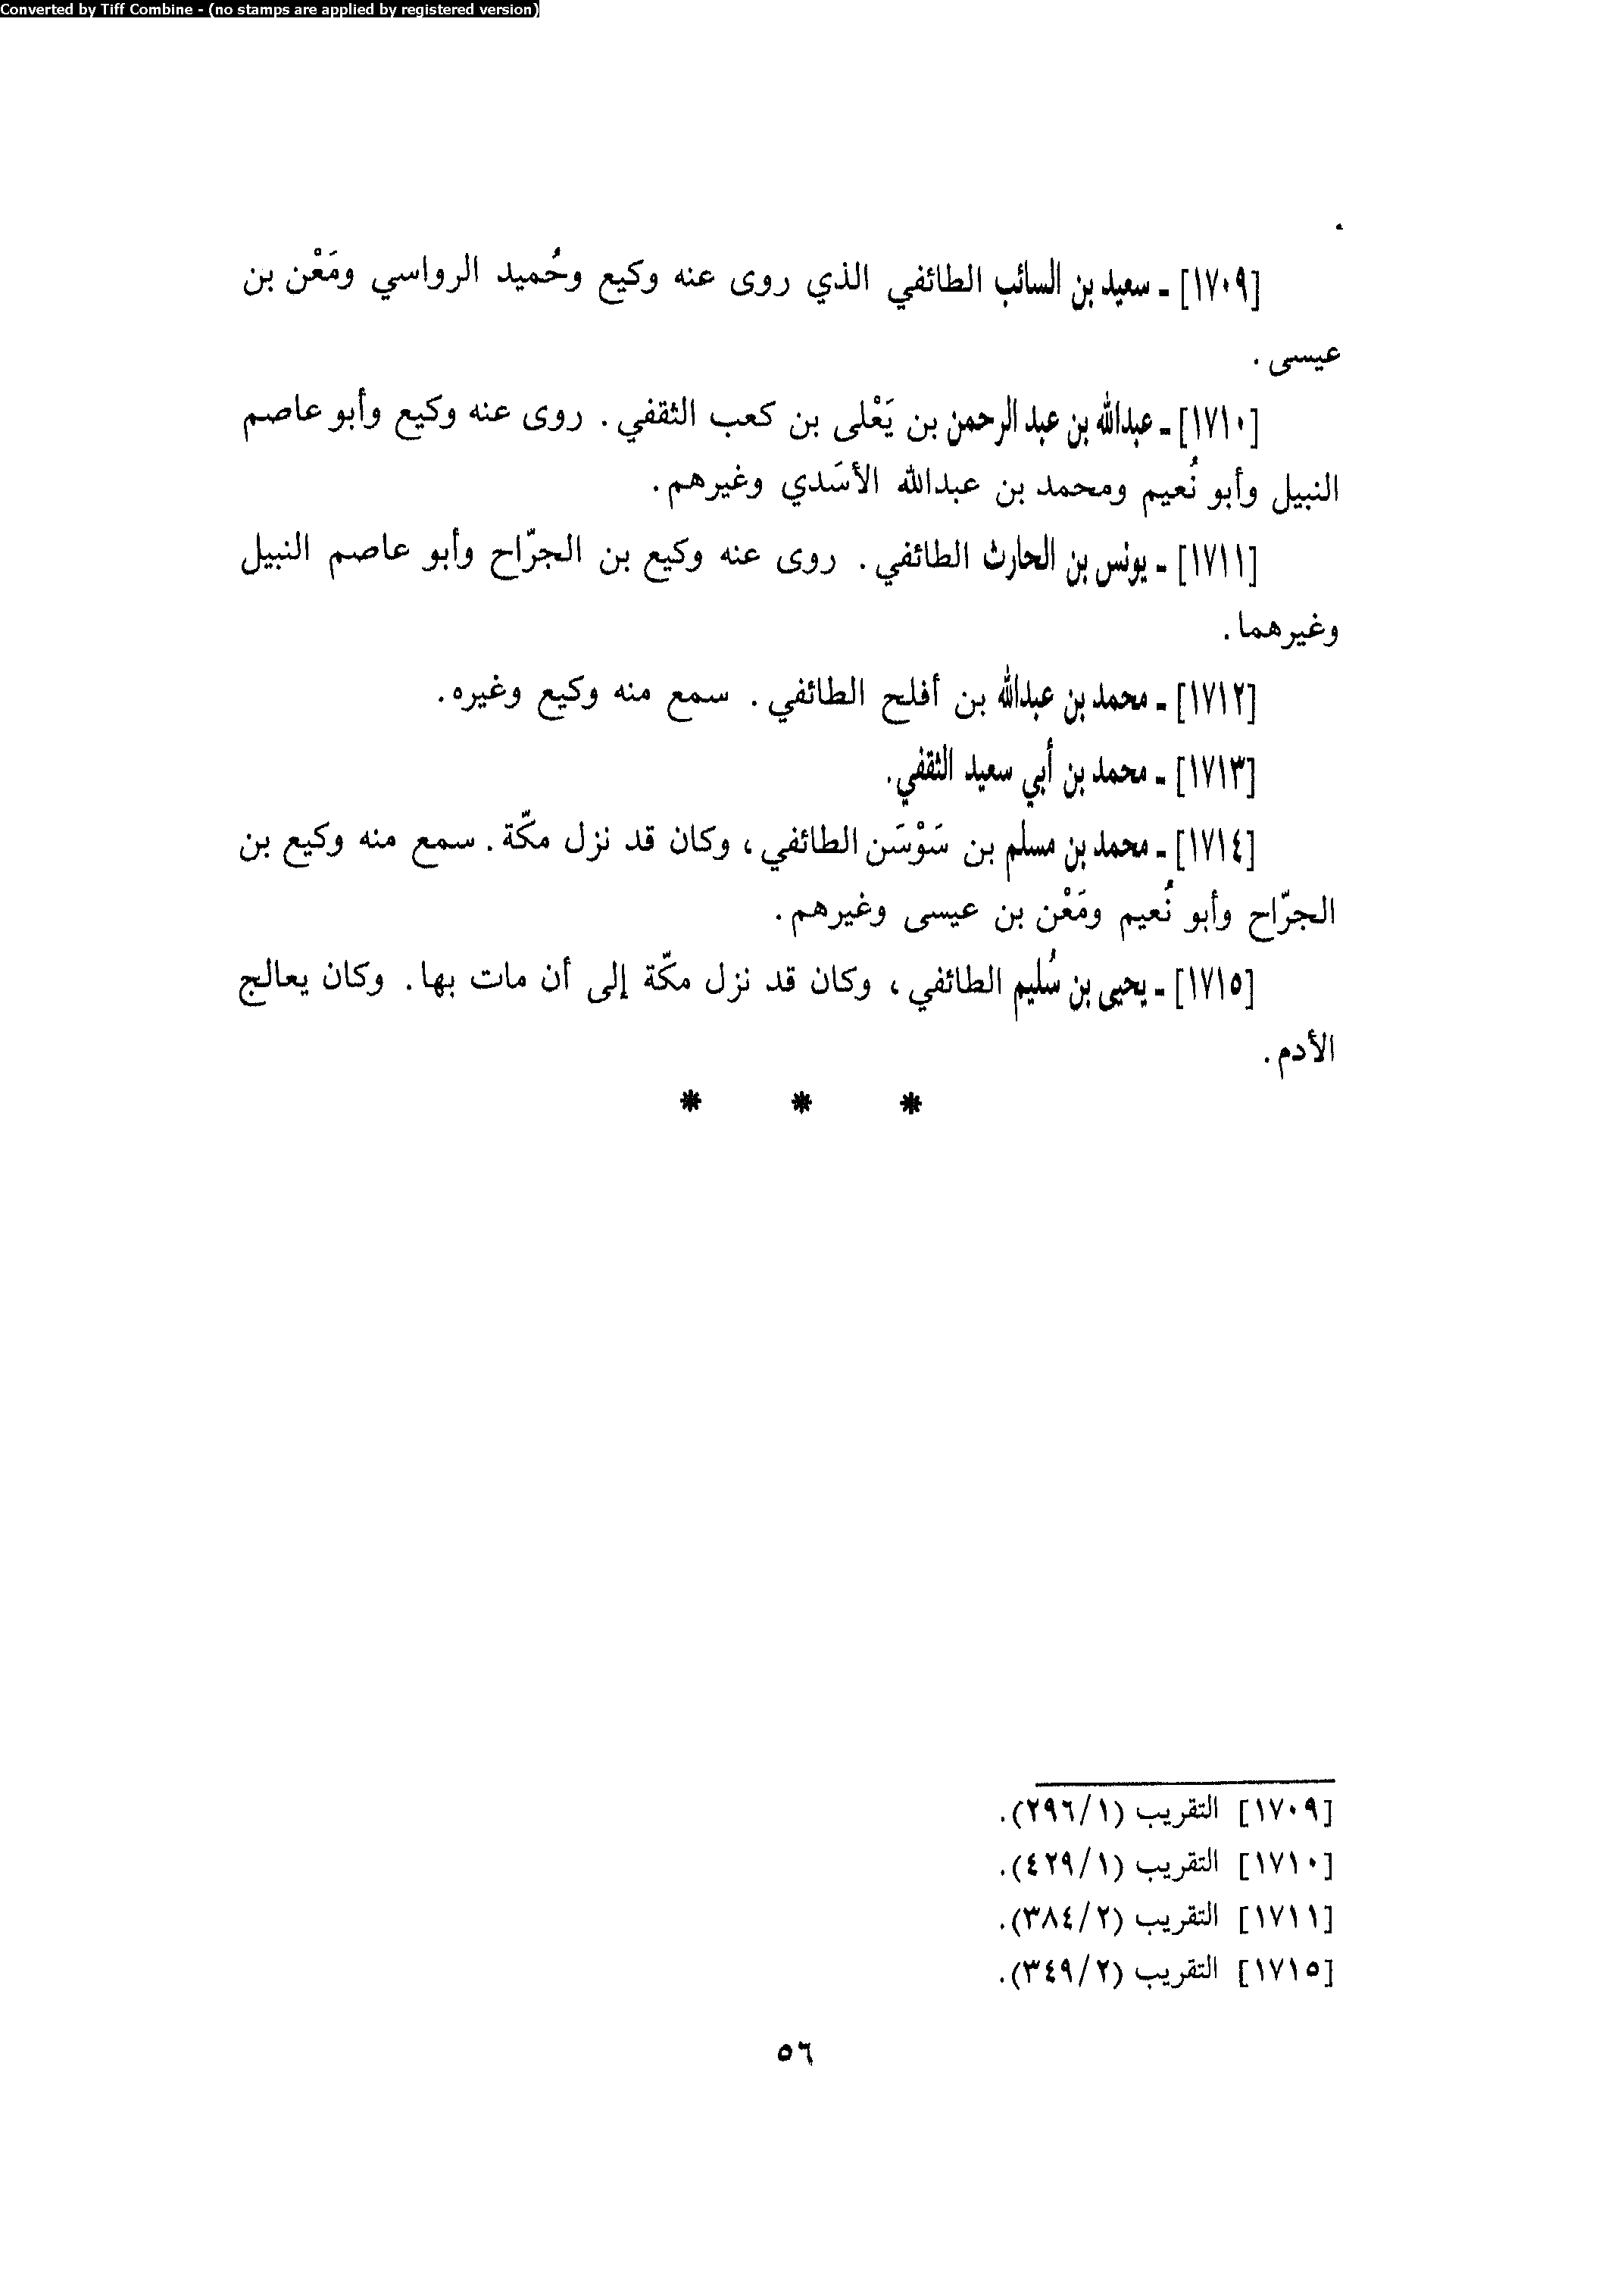 Converted by Tiff Combine - (no stamps are applied by registered version)
[١٧٠٩] ـ سعيد بن السائب الطائفي الذي روى عنه وكيع وحُميد الرواسي ومَعْن بن
عيسى .
[١٧١٠] ـ عبدالله بن عبد الرحمن بن يَعْلى بن كعب الثقفي . روى عنه وكيع وأبو عاصم
النبيل وأبو نُعيم ومحمد بن عبدالله الأسَدي وغيرهم .
[١٧١١] ـ يونس بن الحارث الطائفي . روى عنه وكيع بن الجرّاح وأبو عاصم النبيل
وغيرهما .
[١٧١٢] ـ محمد بن عبدالله بن أفلح الطائفي . سمع منه وكيع وغيره .
[١٧١٣] ـ محمد بن أبي سعيد الثقفي .
[١٧١٤] ـ محمد بن مسلم بن سَوْسَن الطائفي ، وكان قد نزل مكّة . سمع منه وكيع بن
الجرّاح وأبو نُعيم ومَعْن بن عيسى وغيرهم .
[١٧١٥] ـ يحيى بن سُليم الطائفي ، وكان قد نزل مكّة إلى أن مات بها . وكان يعالج
الأدم .
* * *
[١٧٠٩] التقريب (٢٩٦/١) .
[١٧١٠] التقريب (٤٢٩/١) .
[١٧١١] التقريب (٣٨٤/٢) .
[١٧١٥] التقريب (٣٤٩/٢) .
٥٦